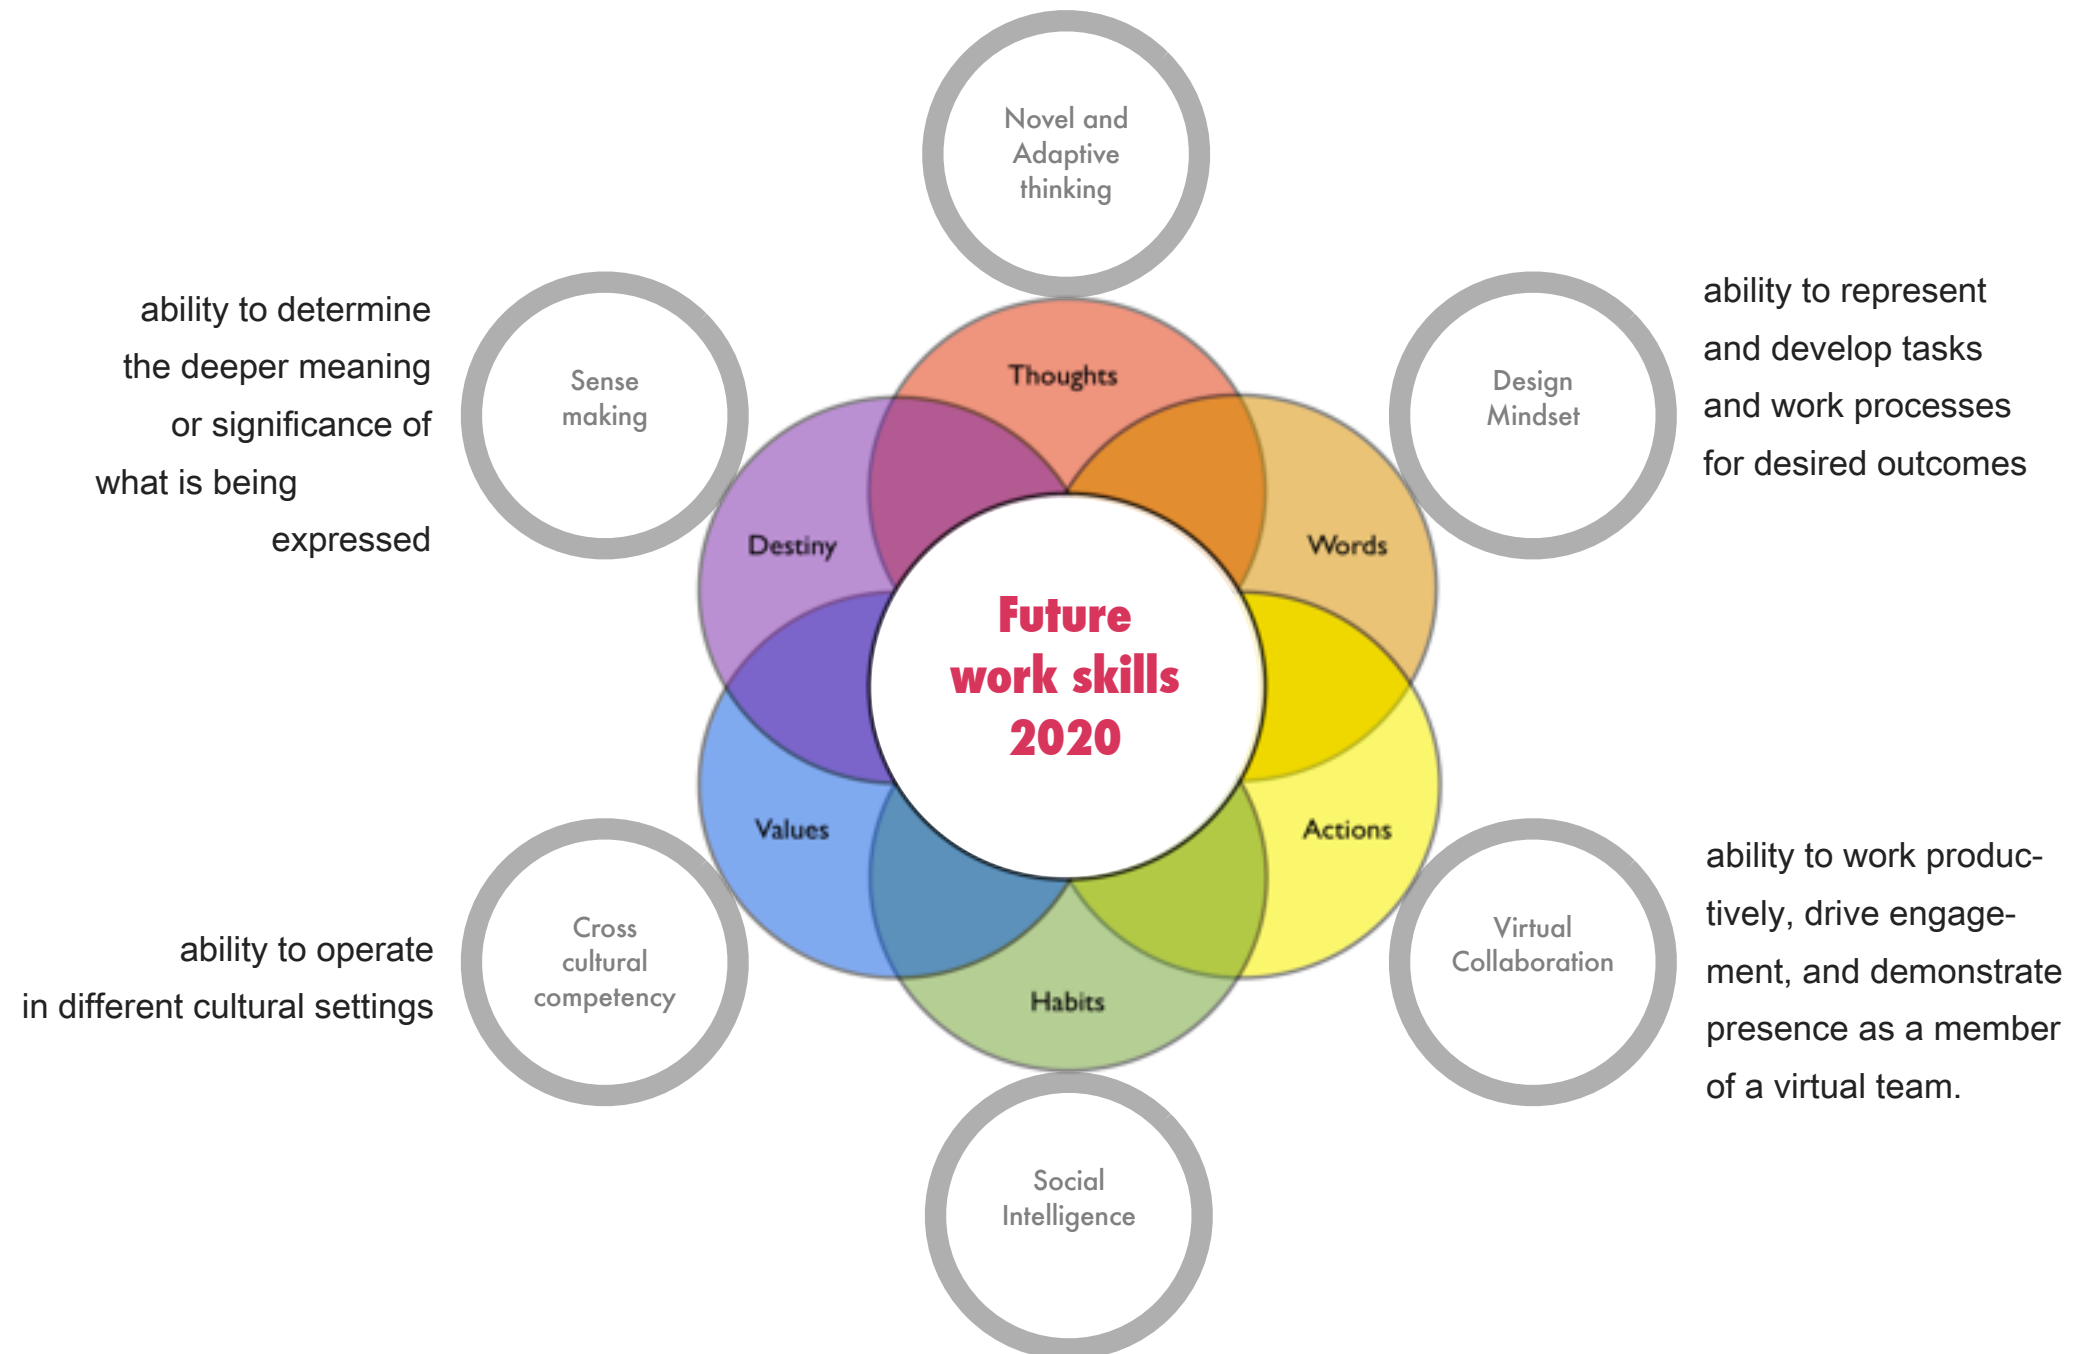 Novel and
Adaptive
thinking
ability to determine
the deeper meaning
or significance of
what is being
expressed
Sense
making
Design
Mindset
ability to represent
and develop tasks
and work processes
for desired outcomes
Thoughts
Destiny
Words
Future
work skills
2020
Values
Actions
Habits
ability to operate
in different cultural settings
Cross
cultural
competency
Virtual
Collaboration
ability to work produc-
tively, drive engage-
ment, and demonstrate
presence as a member
of a virtual team.
Social
Intelligence